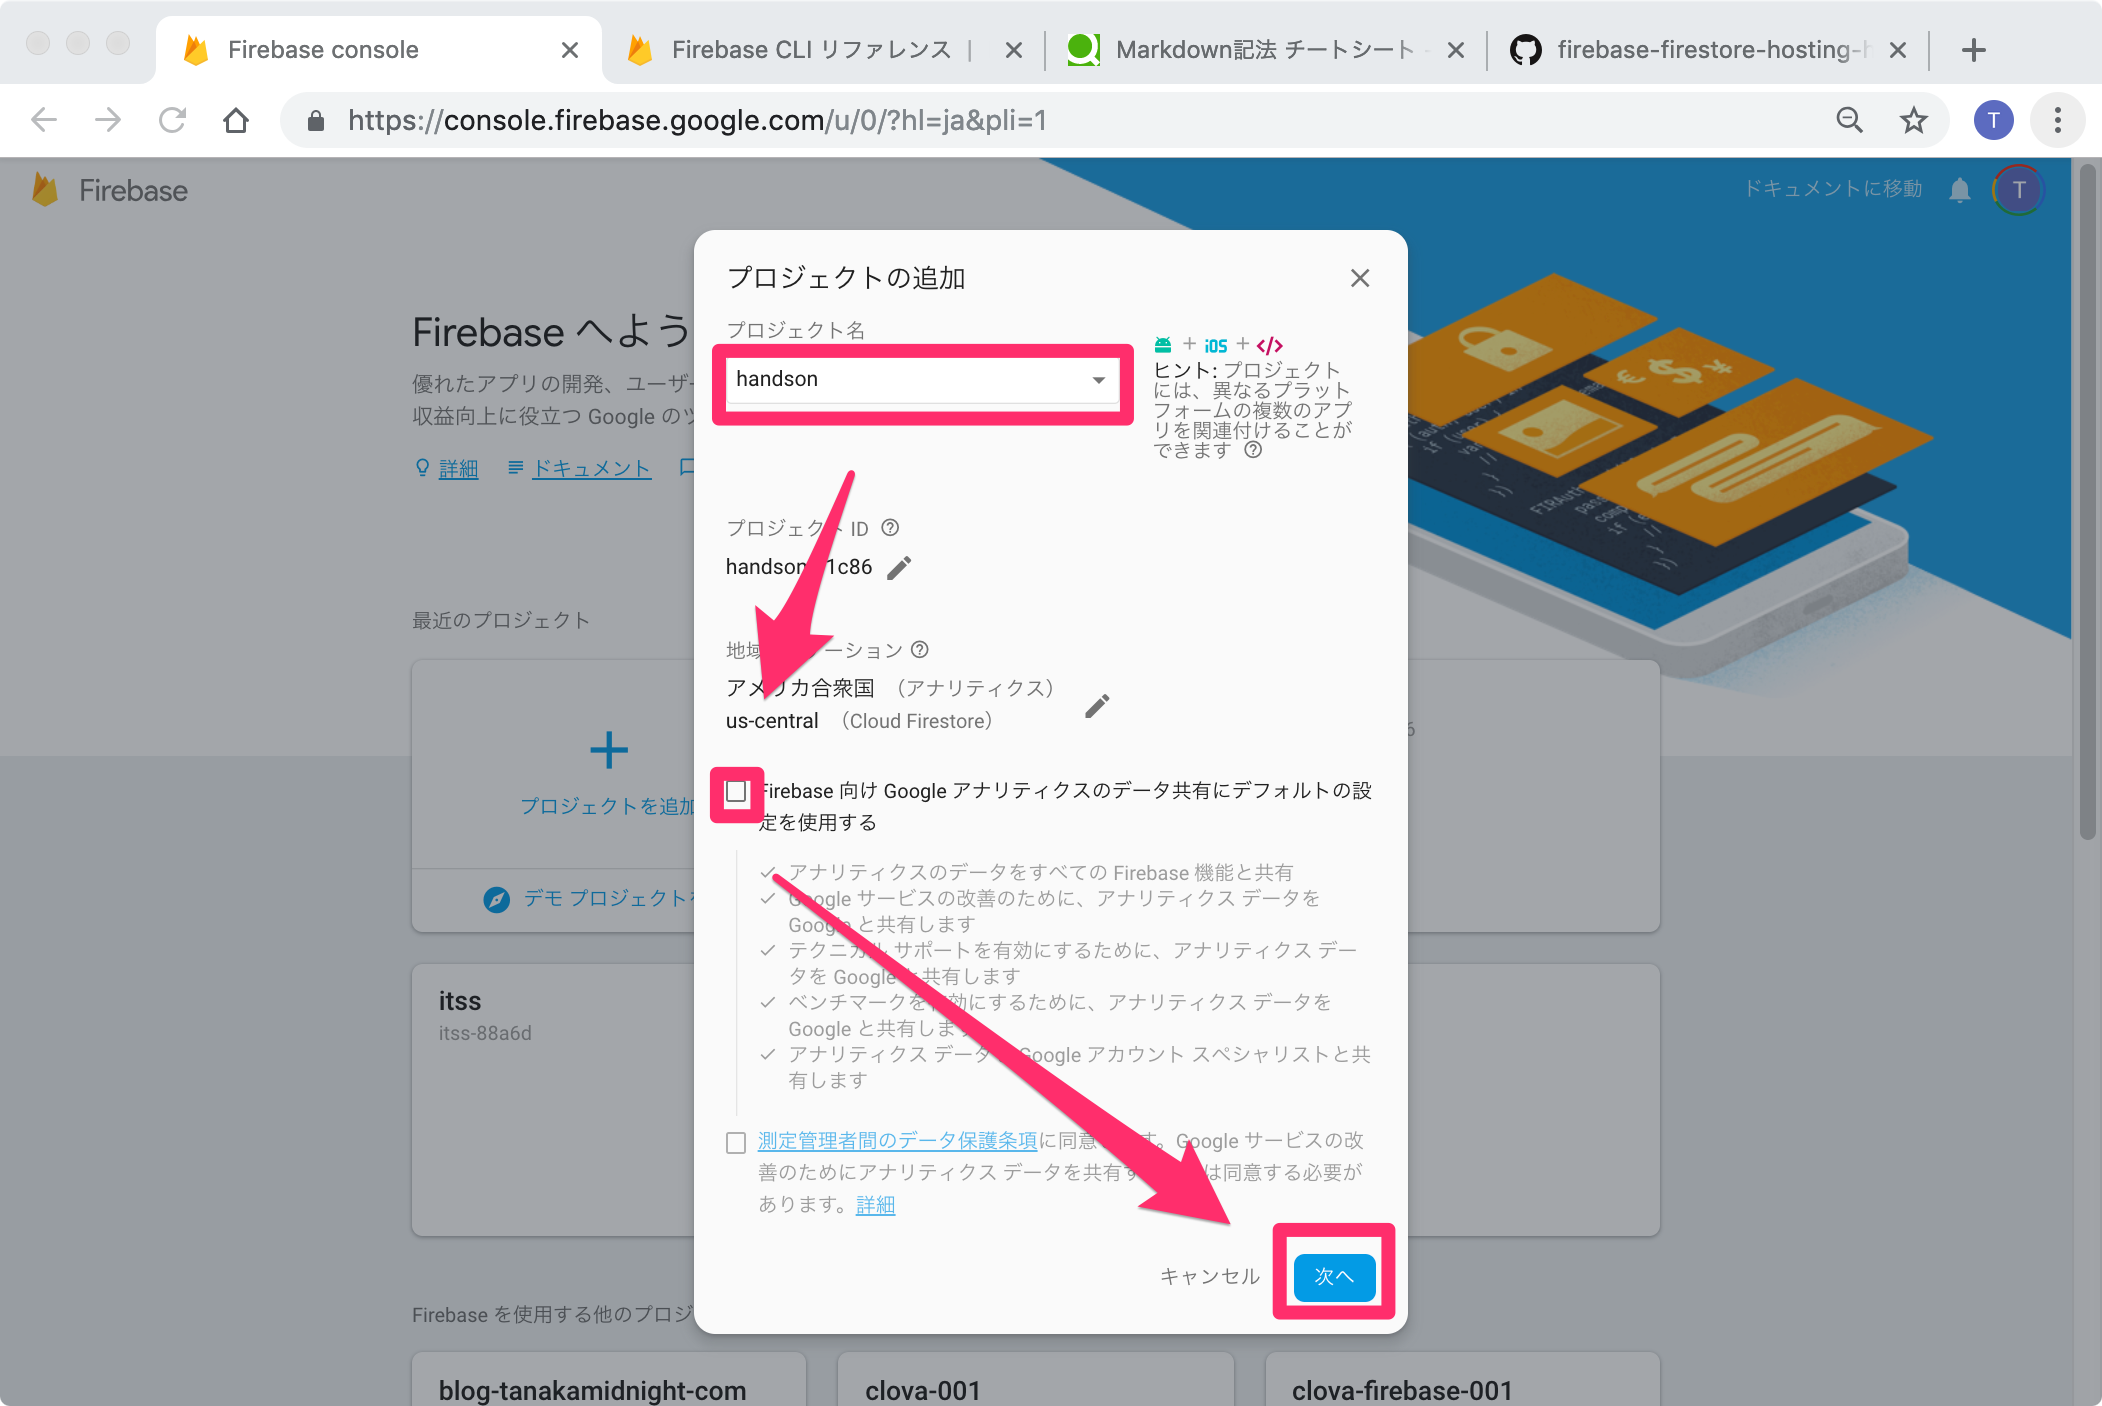 Firebase console
Firebase CLI リファレンス |
Markdown記法 チートシート -
firebase-firestore-hosting-h
https://console.firebase.google.com/u/0/?hl=ja&pli=1
T
Firebase
ドキュメントに移動
T
Firebase へよう
優れたアプリの開発、ユーザー
収益向上に役立つ Google のツ
詳細
ドキュメント
最近のプロジェクト
プロジェクトを追加
デモ プロジェクトを
itss
itss-88a6d
Firebase を使用する他のプロジ
blog-tanakamidnight-com
clova-001
clova-firebase-001
6
プロジェクトの追加
プロジェクト名
handson
+ iOS + </>
ヒント: プロジェクト
には、異なるプラット
フォームの複数のアプ
リを関連付けることが
できます
プロジェクト ID
handson 1c86
地域 ーション
アメリカ合衆国 （アナリティクス）
us-central （Cloud Firestore）
Firebase 向け Google アナリティクスのデータ共有にデフォルトの設
定を使用する
アナリティクスのデータをすべての Firebase 機能と共有
Google サービスの改善のために、アナリティクス データを
Google と共有します
テクニカル サポートを有効にするために、アナリティクス デー
タを Google と共有します
ベンチマークを有効にするために、アナリティクス データを
Google と共有します
アナリティクス データ Google アカウント スペシャリストと共
有します
測定管理者間のデータ保護条項に同意 す。Google サービスの改
善のためにアナリティクス データを共有す は同意する必要が
あります。詳細
キャンセル
次へ